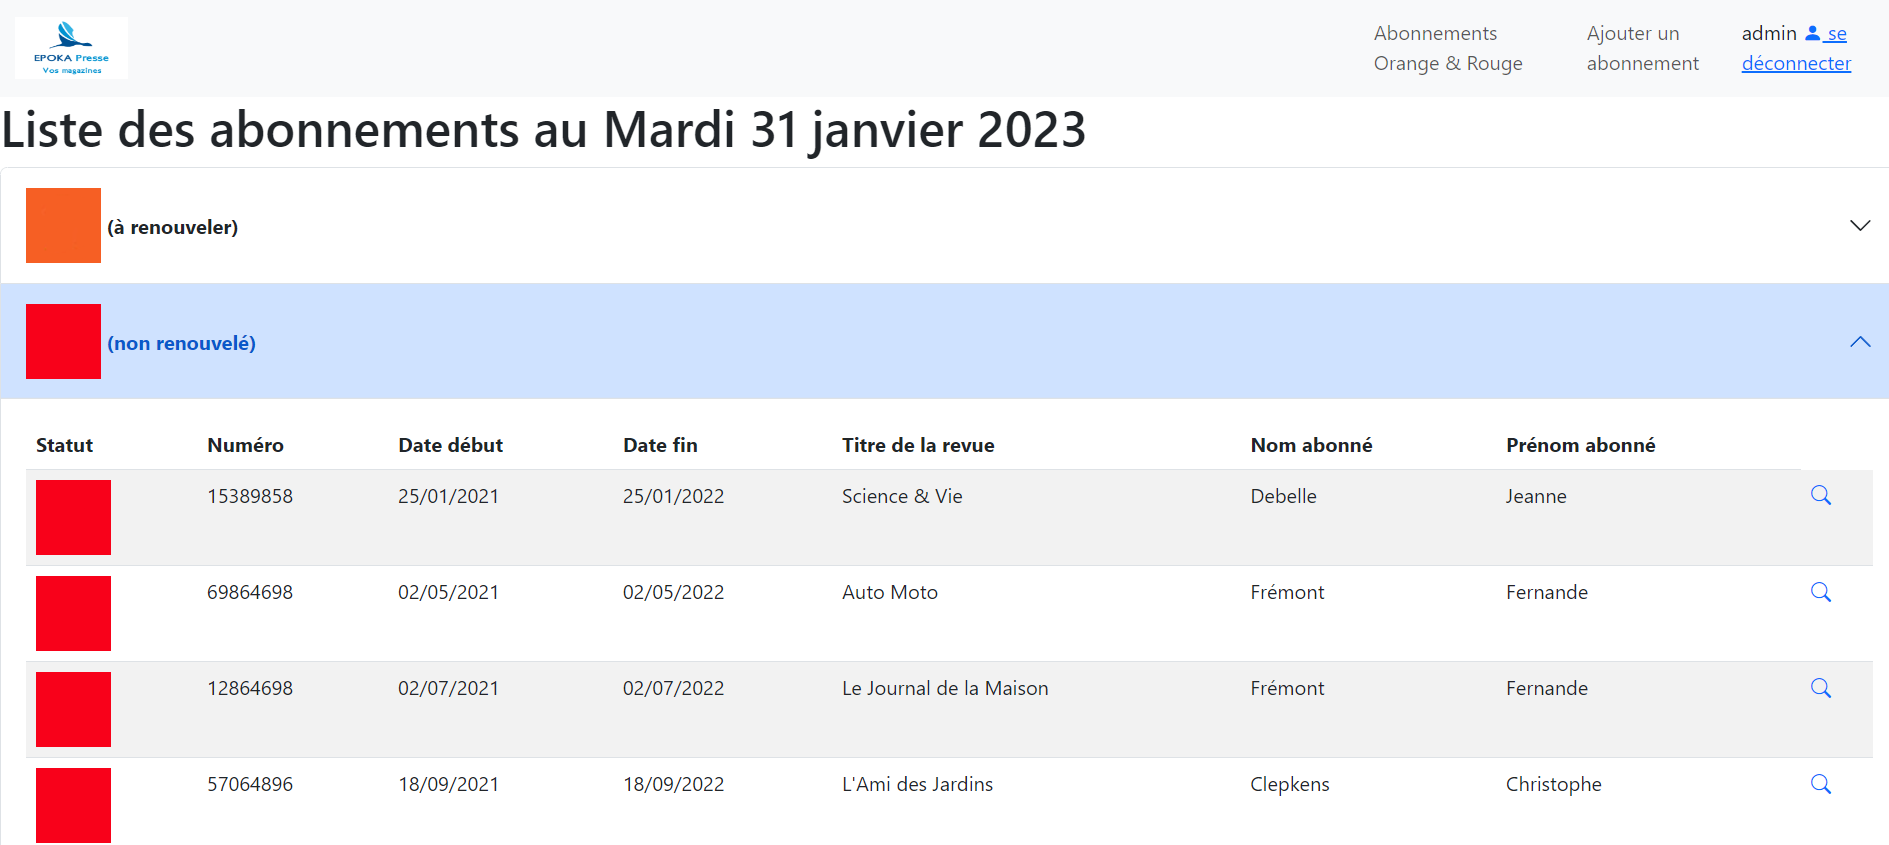 EPOKA Presse
Vos magazines
Abonnements
Orange & Rouge
Ajouter un
abonnement
admin se
déconnecter
Liste des abonnements au Mardi 31 janvier 2023
(à renouveler)
(non renouvelé)
Statut Numéro Date début Date fin Titre de la revue Nom abonné Prénom abonné
15389858 25/01/2021 25/01/2022 Science & Vie Debelle Jeanne
69864698 02/05/2021 02/05/2022 Auto Moto Frémont Fernande
12864698 02/07/2021 02/07/2022 Le Journal de la Maison Frémont Fernande
57064896 18/09/2021 18/09/2022 L'Ami des Jardins Clepkens Christophe